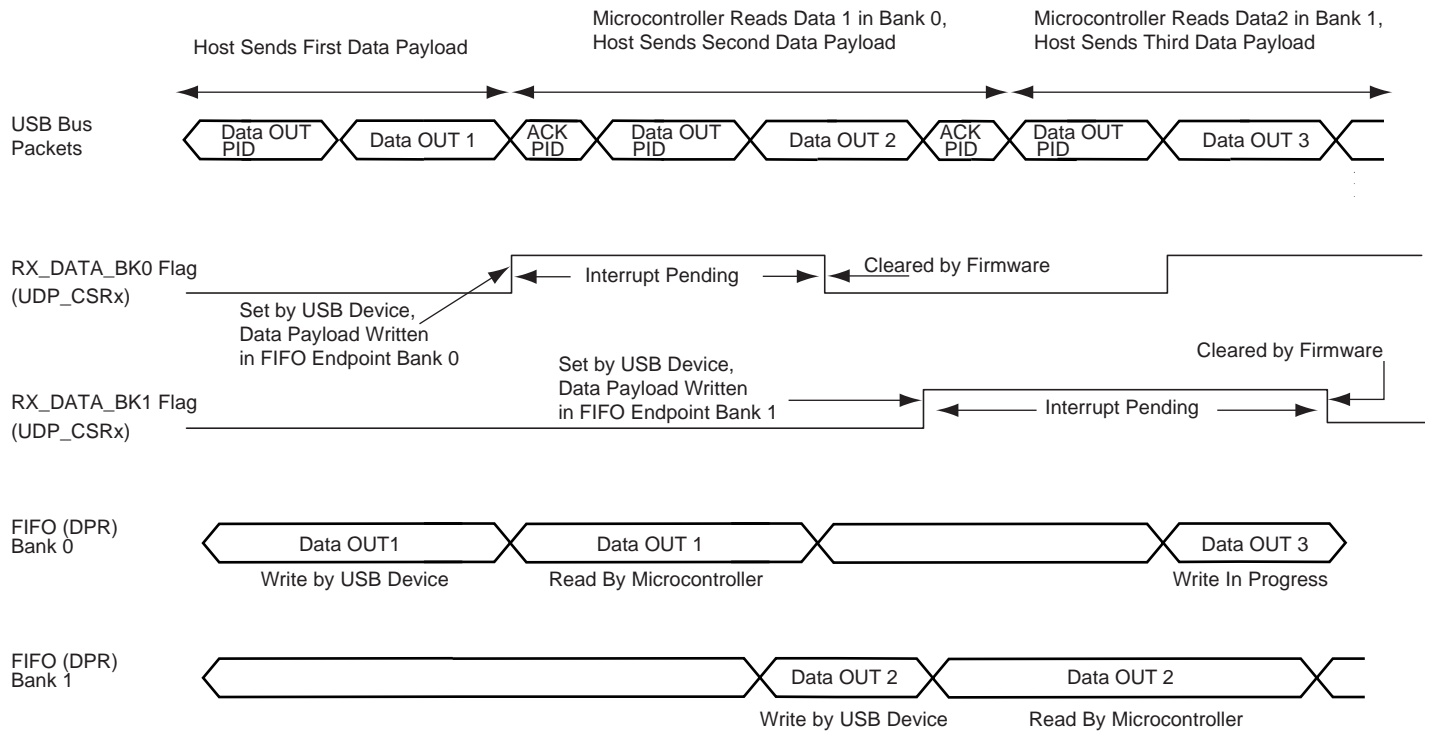 Host Sends First Data Payload
Microcontroller Reads Data 1 in Bank 0,
Host Sends Second Data Payload
Microcontroller Reads Data2 in Bank 1,
Host Sends Third Data Payload
USB Bus
Packets
Data OUT
PID
Data OUT 1
ACK
PID
Data OUT
PID
Data OUT 2
ACK
PID
Data OUT
PID
Data OUT 3
RX_DATA_BK0 Flag
(UDP_CSRx)
Interrupt Pending
Cleared by Firmware
Set by USB Device,
Data Payload Written
in FIFO Endpoint Bank 0
RX_DATA_BK1 Flag
(UDP_CSRx)
Set by USB Device,
Data Payload Written
in FIFO Endpoint Bank 1
Interrupt Pending
Cleared by Firmware
FIFO (DPR)
Bank 0
Data OUT1
Data OUT 1
Data OUT 3
Write by USB Device
Read By Microcontroller
Write In Progress
FIFO (DPR)
Bank 1
Data OUT 2
Data OUT 2
Write by USB Device
Read By Microcontroller